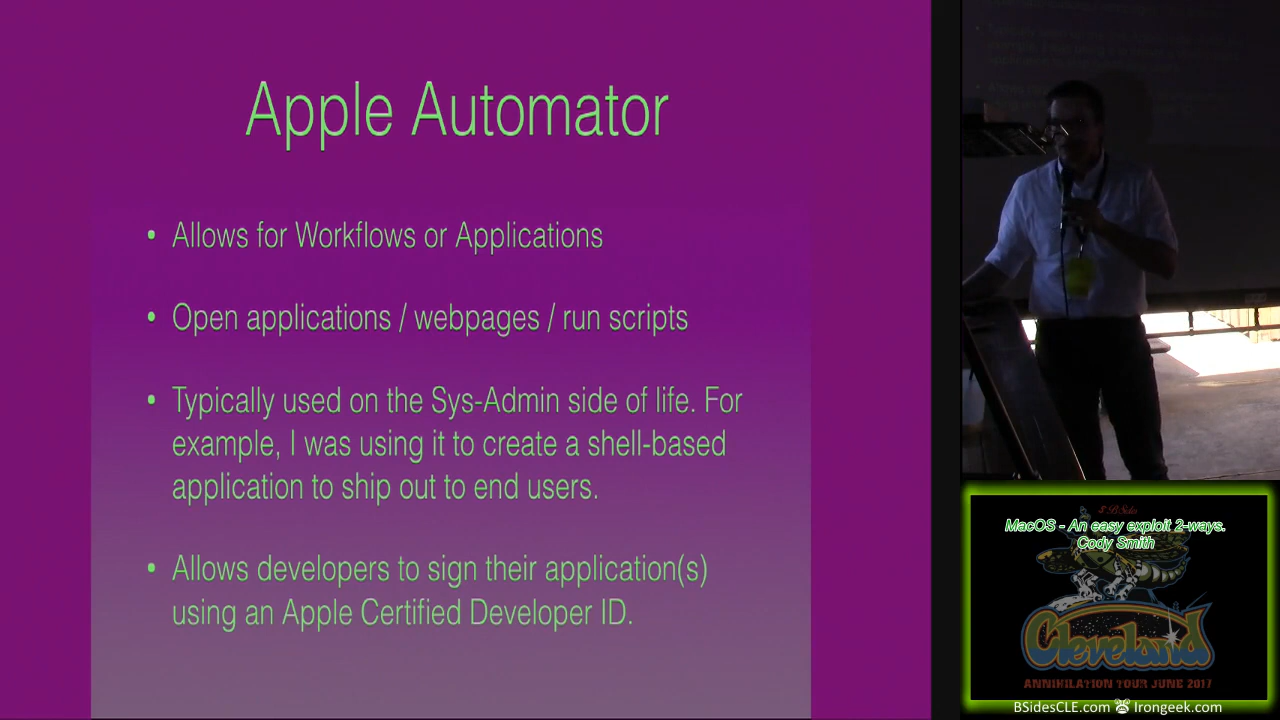 Apple Automator
• Allows for Workflows or Applications
• Open applications / webpages / run scripts
• Typically used on the Sys-Admin side of life. For
example, I was using it to create a shell-based
application to ship out to end users.
• Allows developers to sign their application(s)
using an Apple Certified Developer ID.
BSides
MacOS - An easy exploit 2-ways.
Cody Smith
Cleveland
ANNIHILATION TOUR JUNE 2017
BSidesCLE.com Irongeek.com